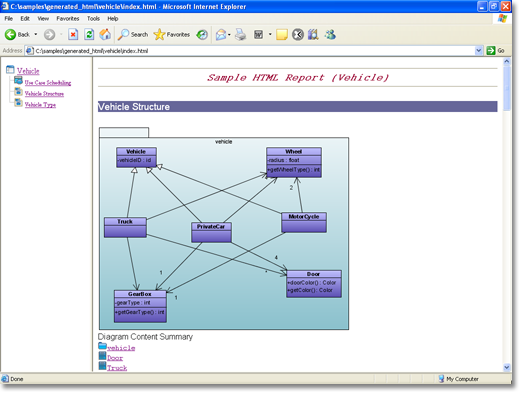 C:\samples\generated_html\vehicle\index.html - Microsoft Internet Explorer
File Edit View Favorites Tools Help
Back Search Favorites
Address C:\samples\generated_html\vehicle\index.html Go
Vehicle
Use Case Scheduling
Vehicle Structure
Vehicle Type
Sample HTML Report (Vehicle)
Vehicle Structure
vehicle
Vehicle
-vehicleID : id
Wheel
-radius : float
+getWheelType() : int
2
Truck
PrivateCar
MotorCycle
4
*
1
1
Door
+doorColor() : Color
+getColor() : Color
GearBox
-gearType : int
+getGearType() : int
Diagram Content Summary
vehicle
Door
Truck
Done My Computer